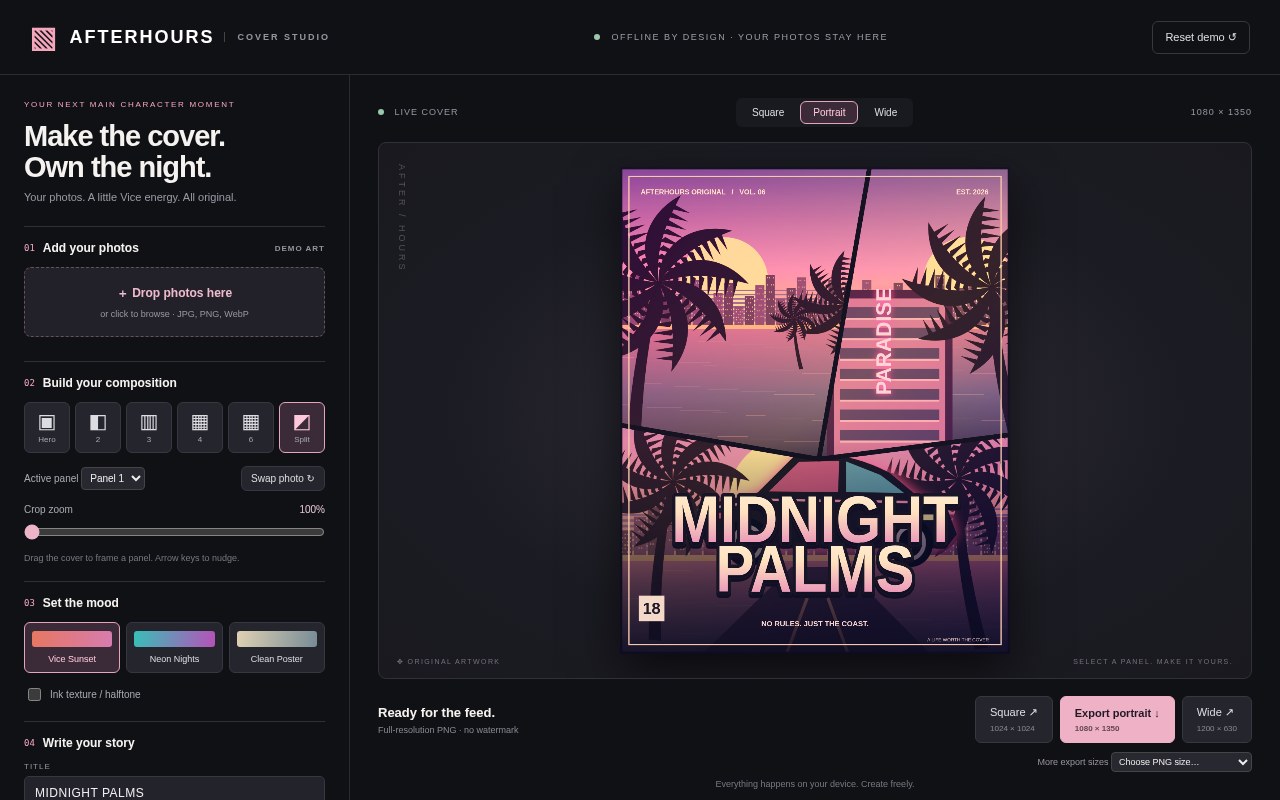 AFTERHOURS | COVER STUDIO
OFFLINE BY DESIGN · YOUR PHOTOS STAY HERE
Reset demo ↺
YOUR NEXT MAIN CHARACTER MOMENT
Make the cover.
Own the night.
Your photos. A little Vice energy. All original.
01 Add your photos
DEMO ART
+ Drop photos here
or click to browse · JPG, PNG, WebP
02 Build your composition
Hero
2
3
4
6
Split
Active panel
Panel 1
Swap photo ↻
Crop zoom
100%
Drag the cover to frame a panel. Arrow keys to nudge.
03 Set the mood
Vice Sunset
Neon Nights
Clean Poster
Ink texture / halftone
04 Write your story
TITLE
MIDNIGHT PALMS
LIVE COVER
Square
Portrait
Wide
1080 × 1350
AFTER / HOURS
AFTERHOURS ORIGINAL / VOL. 06
EST. 2026
PARADISE
MIDNIGHT
PALMS
18
NO RULES. JUST THE COAST.
A LIFE WORTH THE COVER
❖ ORIGINAL ARTWORK
SELECT A PANEL. MAKE IT YOURS.
Ready for the feed.
Full-resolution PNG · no watermark
Square ↗
1024 × 1024
Export portrait ↓
1080 × 1350
Wide ↗
1200 × 630
More export sizes
Choose PNG size…
Everything happens on your device. Create freely.